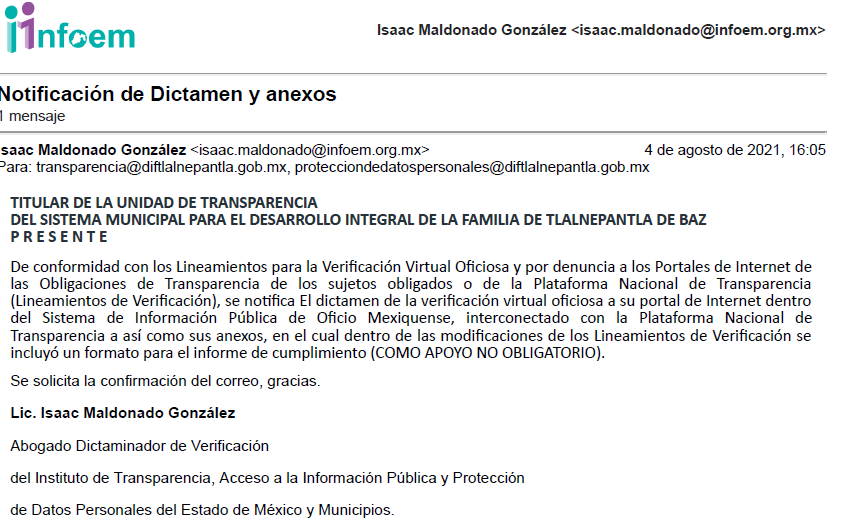 infoem
Isaac Maldonado González <isaac.maldonado@infoem.org.mx>
Notificación de Dictamen y anexos
1 mensaje
Isaac Maldonado González <isaac.maldonado@infoem.org.mx>
4 de agosto de 2021, 16:05
Para: transparencia@diftlalnepantla.gob.mx, protecciondedatospersonales@diftlalnepantla.gob.mx
TITULAR DE LA UNIDAD DE TRANSPARENCIA
DEL SISTEMA MUNICIPAL PARA EL DESARROLLO INTEGRAL DE LA FAMILIA DE TLALNEPANTLA DE BAZ
P R E S E N T E
De conformidad con los Lineamientos para la Verificación Virtual Oficiosa y por denuncia a los Portales de Internet de
las Obligaciones de Transparencia de los sujetos obligados o de la Plataforma Nacional de Transparencia
(Lineamientos de Verificación), se notifica El dictamen de la verificación virtual oficiosa a su portal de Internet dentro
del Sistema de Información Pública de Oficio Mexiquense, interconectado con la Plataforma Nacional de
Transparencia a así como sus anexos, en el cual dentro de las modificaciones de los Lineamientos de Verificación se
incluyó un formato para el informe de cumplimiento (COMO APOYO NO OBLIGATORIO).
Se solicita la confirmación del correo, gracias.
Lic. Isaac Maldonado González
Abogado Dictaminador de Verificación
del Instituto de Transparencia, Acceso a la Información Pública y Protección
de Datos Personales del Estado de México y Municipios.